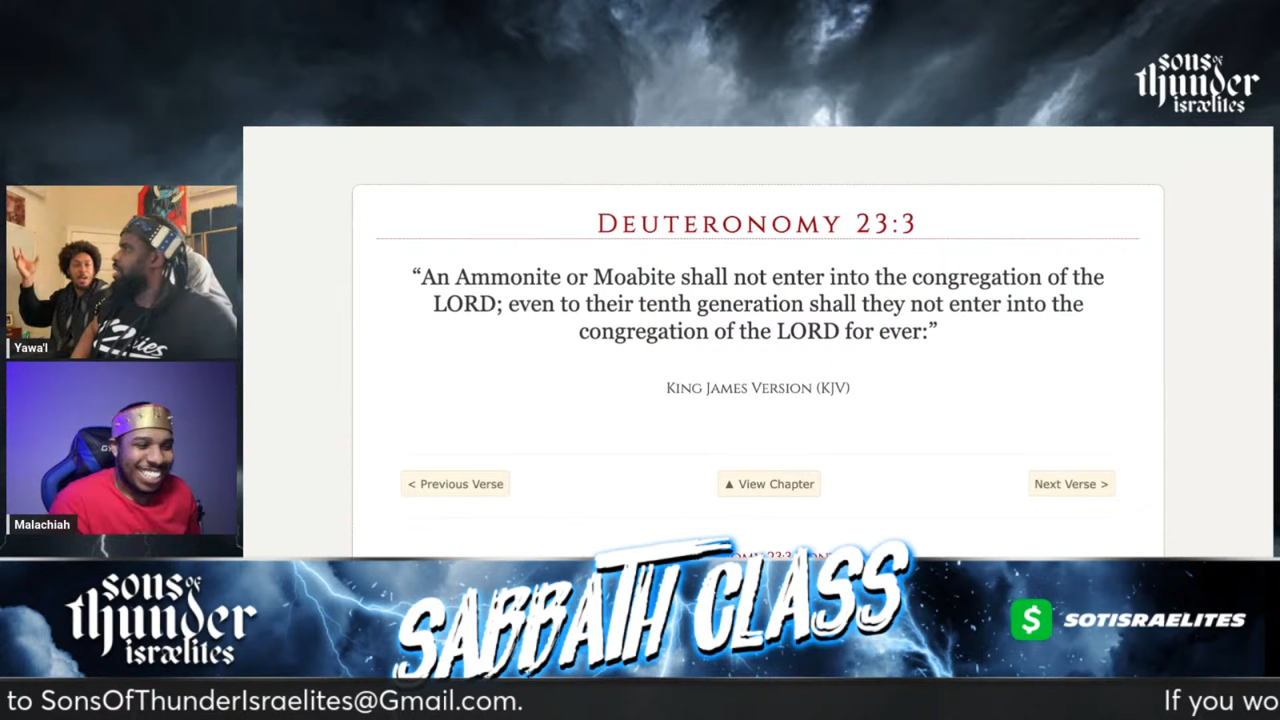 sons of
thunder
israelites
DEUTERONOMY 23:3
“An Ammonite or Moabite shall not enter into the congregation of the
LORD; even to their tenth generation shall they not enter into the
congregation of the LORD for ever:”
KING JAMES VERSION (KJV)
< Previous Verse
▲ View Chapter
Next Verse >
Yawa'l
Malachiah
sons of
thunder
israelites
SABBATH CLASS
$ SOTISRAELITES
to SonsOfThunderIsraelites@Gmail.com.
If you wo